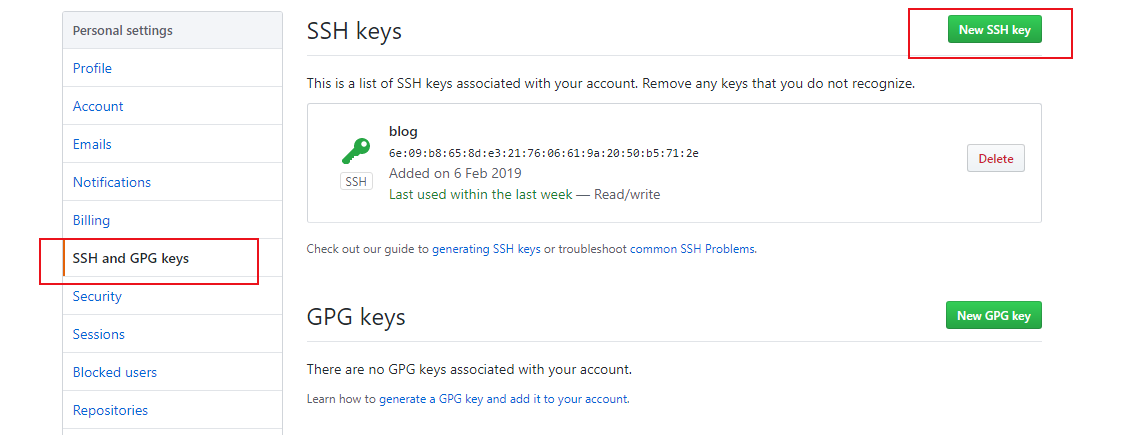 Personal settings
Profile
Account
Emails
Notifications
Billing
SSH and GPG keys
Security
Sessions
Blocked users
Repositories
SSH keys
New SSH key
This is a list of SSH keys associated with your account. Remove any keys that you do not recognize.
blog
6e:09:b8:65:8d:e3:21:76:06:61:9a:20:50:b5:71:2e
SSH
Added on 6 Feb 2019
Last used within the last week — Read/write
Delete
Check out our guide to generating SSH keys or troubleshoot common SSH Problems.
GPG keys
New GPG key
There are no GPG keys associated with your account.
Learn how to generate a GPG key and add it to your account.